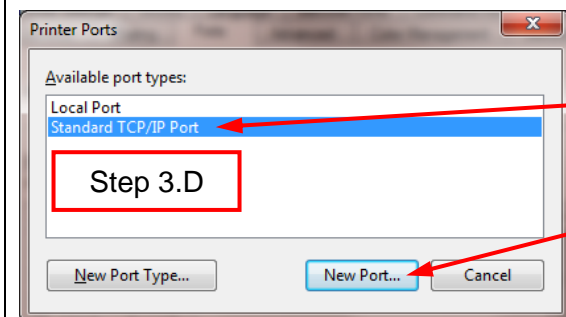 Printer Ports
Available port types:
Local Port
Standard TCP/IP Port
Step 3.D
New Port Type...
New Port...
Cancel